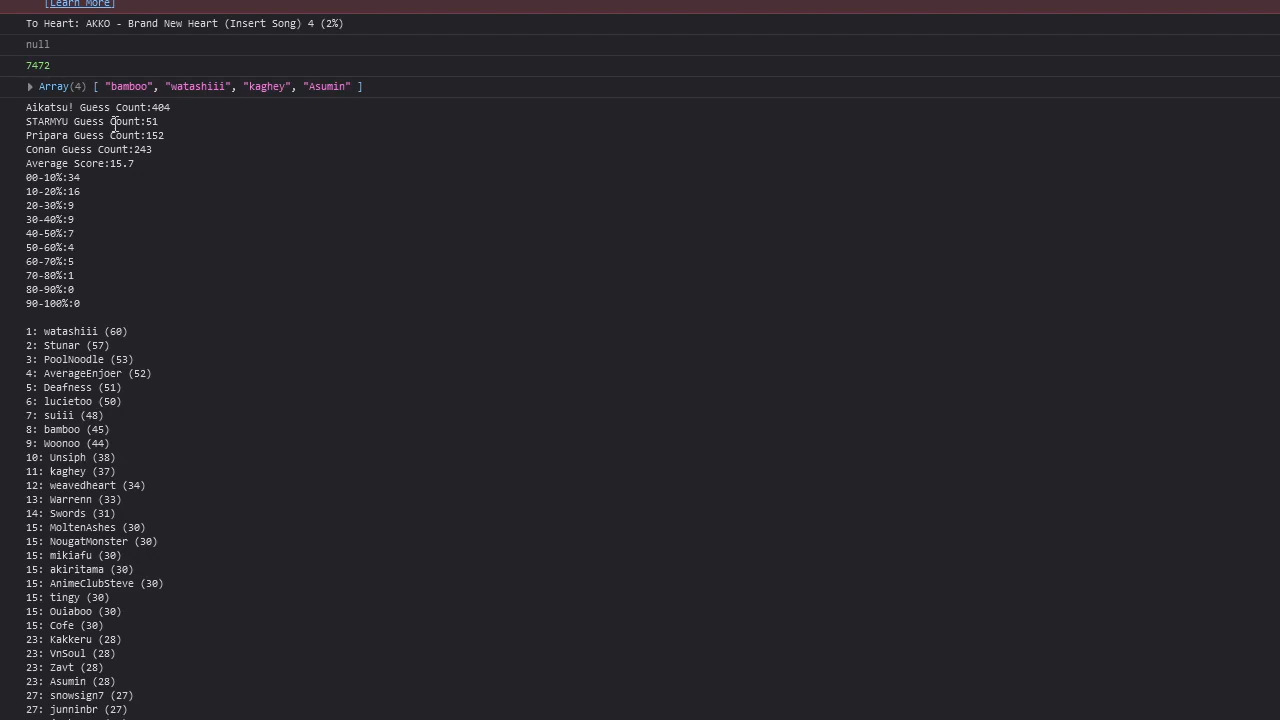 [Learn More]
To Heart: AKKO - Brand New Heart (Insert Song) 4 (2%)
null
7472
Array(4) [ "bamboo", "watashiii", "kaghey", "Asumin" ]
Aikatsu! Guess Count:404
STARMYU Guess Count:51
Pripara Guess Count:152
Conan Guess Count:243
Average Score:15.7
00-10%:34
10-20%:16
20-30%:9
30-40%:9
40-50%:7
50-60%:4
60-70%:5
70-80%:1
80-90%:0
90-100%:0
1: watashiii (60)
2: Stunar (57)
3: PoolNoodle (53)
4: AverageEnjoer (52)
5: Deafness (51)
6: lucietoo (50)
7: suiii (48)
8: bamboo (45)
9: Woonoo (44)
10: Unsiph (38)
11: kaghey (37)
12: weavedheart (34)
13: Warrenn (33)
14: Swords (31)
15: MoltenAshes (30)
15: NougatMonster (30)
15: mikiafu (30)
15: akiritama (30)
15: AnimeClubSteve (30)
15: tingy (30)
15: Ouiaboo (30)
15: Cofe (30)
23: Kakkeru (28)
23: VnSoul (28)
23: Zavt (28)
23: Asumin (28)
27: snowsign7 (27)
27: junninbr (27)